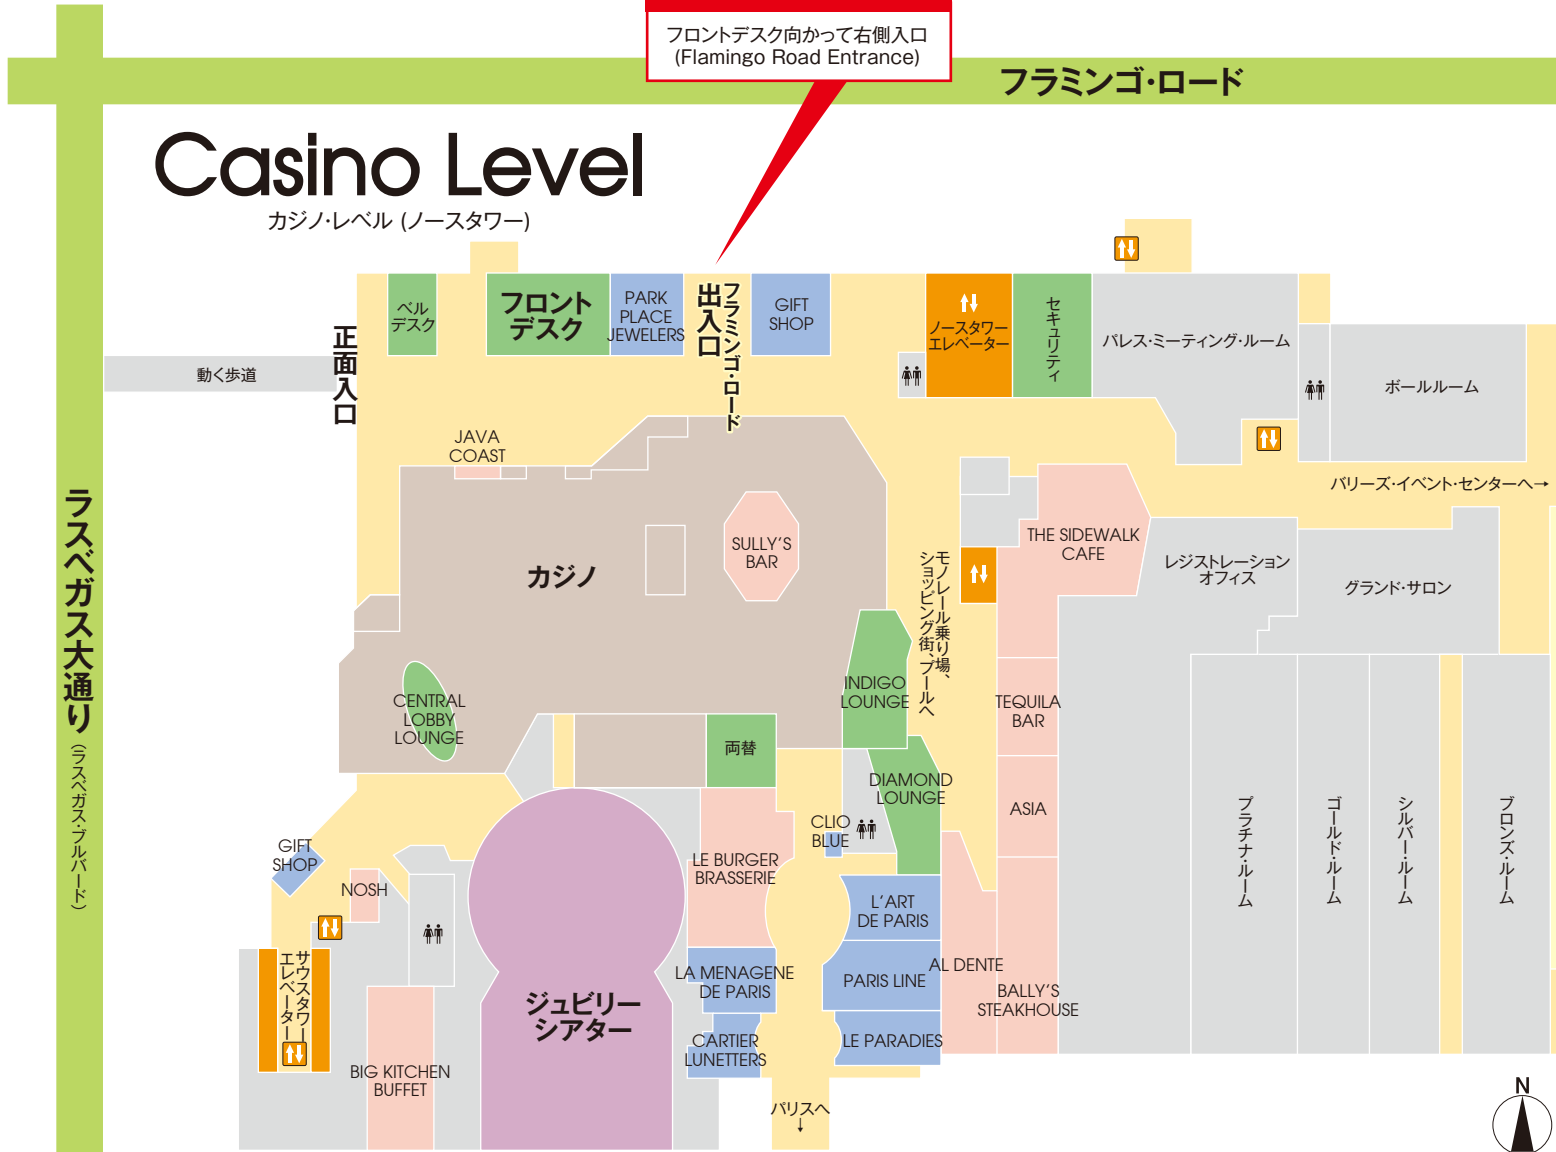 フロントデスク向かって右側入口
(Flamingo Road Entrance)
フラミンゴ・ロード
Casino Level
カジノ・レベル (ノースタワー)
ベル
デスク
フロント
デスク
PARK
PLACE
JEWELERS
フラミンゴ・ロード
出入口
GIFT
SHOP
ノースタワー
エレベーター
セキュリティ
パレス・ミーティング・ルーム
ボールルーム
正面入口
動く歩道
JAVA
COAST
バリーズ・イベント・センターへ→
ラスベガス大通り
(ラスベガス・ブルバード)
カジノ
SULLY'S
BAR
THE SIDEWALK
CAFE
レジストレーション
オフィス
グランド・サロン
モノレール乗り場、
ショッピング街、プールへ
CENTRAL
LOBBY
LOUNGE
INDIGO
LOUNGE
TEQUILA
BAR
両替
DIAMOND
LOUNGE
ASIA
CLIO
BLUE
プラチナ・ルーム
ゴールド・ルーム
シルバー・ルーム
ブロンズ・ルーム
GIFT
SHOP
NOSH
LE BURGER
BRASSERIE
L'ART
DE PARIS
サウスタワー
エレベーター
LA MENAGENE
DE PARIS
PARIS LINE
AL DENTE
BALLY'S
STEAKHOUSE
ジュビリー
シアター
CARTIER
LUNETTERS
LE PARADIES
BIG KITCHEN
BUFFET
パリスへ
↓
N